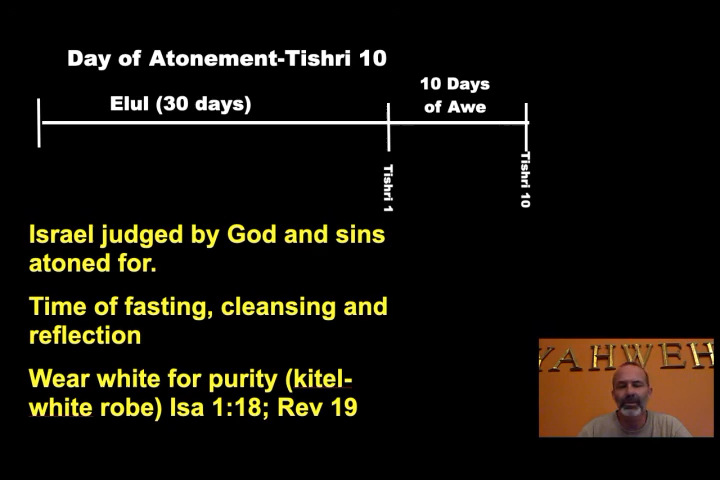 Day of Atonement-Tishri 10
10 Days
of Awe
Elul (30 days)
Tishri 1
Tishri 10
Israel judged by God and sins
atoned for.
Time of fasting, cleansing and
reflection
Wear white for purity (kitel-
white robe) Isa 1:18; Rev 19
YAHWEH